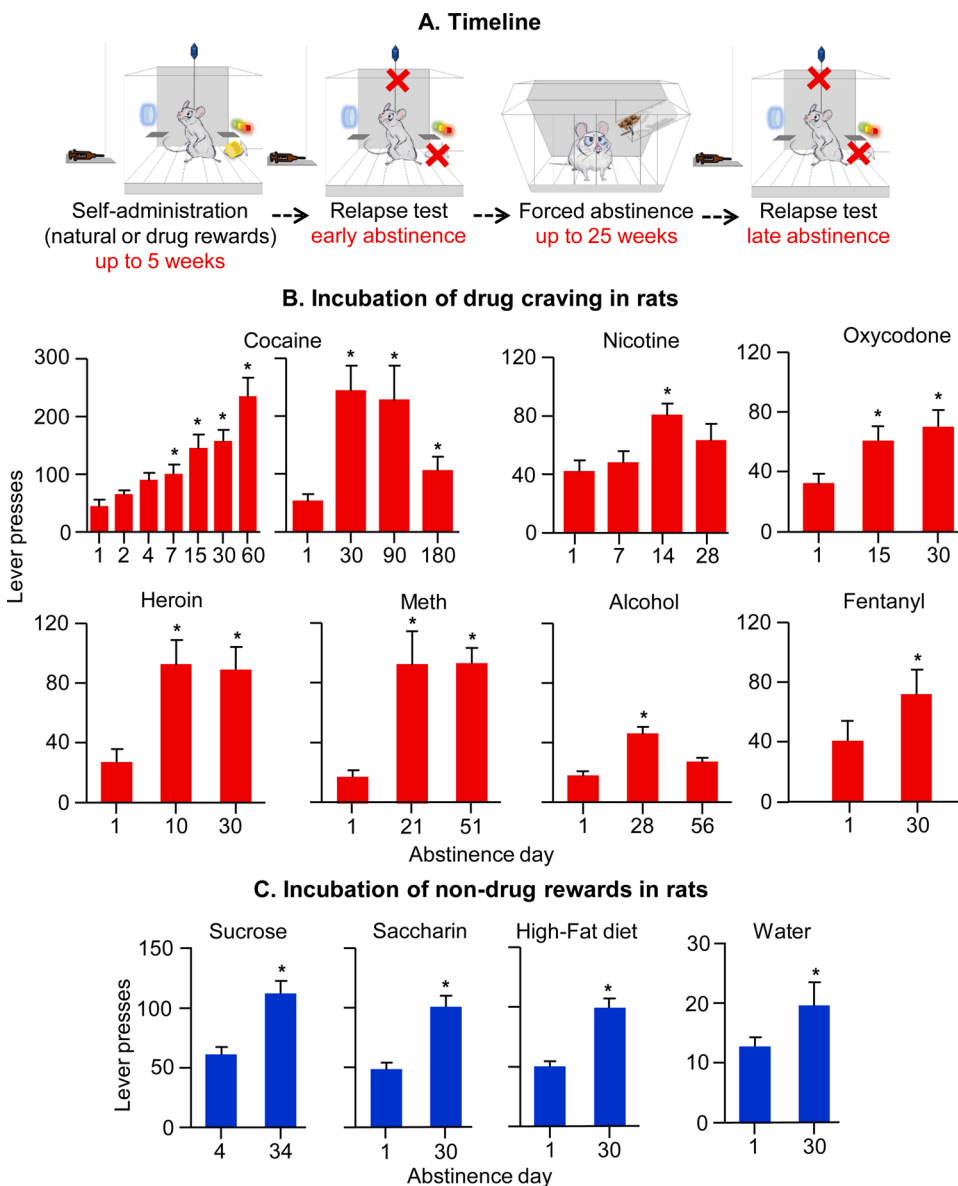 A. Timeline
Self-administration
(natural or drug rewards)
up to 5 weeks
Relapse test
early abstinence
Forced abstinence
up to 25 weeks
Relapse test
late abstinence
B. Incubation of drug craving in rats
Cocaine
Nicotine
Oxycodone
Lever presses
300
200
100
0
1 2 4 7 15 30 60
* * * *
1 30 90 180
* * *
120
80
40
0
1 7 14 28
*
120
80
40
0
1 15 30
* *
Heroin
Meth
Alcohol
Fentanyl
120
80
40
0
1 10 30
* *
1 21 51
* *
1 28 56
*
120
80
40
0
1 30
*
Abstinence day
C. Incubation of non-drug rewards in rats
Sucrose
Saccharin
High-Fat diet
Water
Lever presses
150
100
50
0
4 34
*
1 30
*
1 30
*
30
20
10
0
1 30
*
Abstinence day